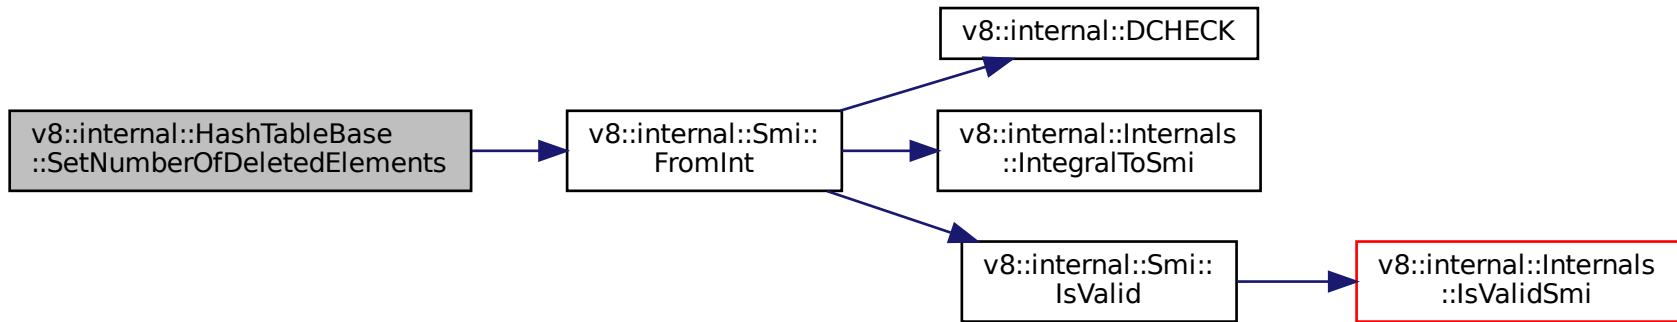 v8::internal::HashTableBase
::SetNumberOfDeletedElements
v8::internal::Smi::
FromInt
v8::internal::DCHECK
v8::internal::Internals
::IntegralToSmi
v8::internal::Smi::
IsValid
v8::internal::Internals
::IsValidSmi